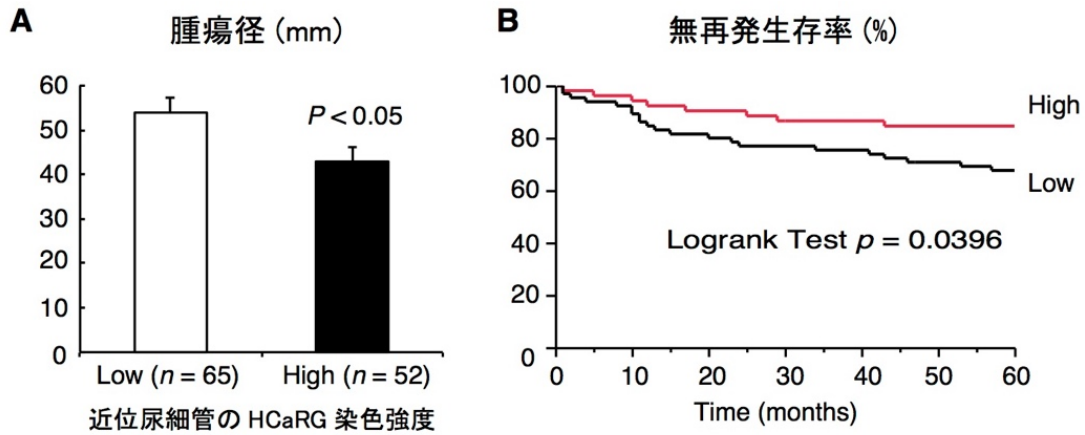 A
腫瘍径 (mm)
60
50
40
30
20
10
0
P < 0.05
Low (n = 65)
High (n = 52)
近位尿細管の HCaRG 染色強度
B
無再発生存率 (%)
100
80
60
40
20
0
High
Low
Logrank Test p = 0.0396
0 10 20 30 40 50 60
Time (months)